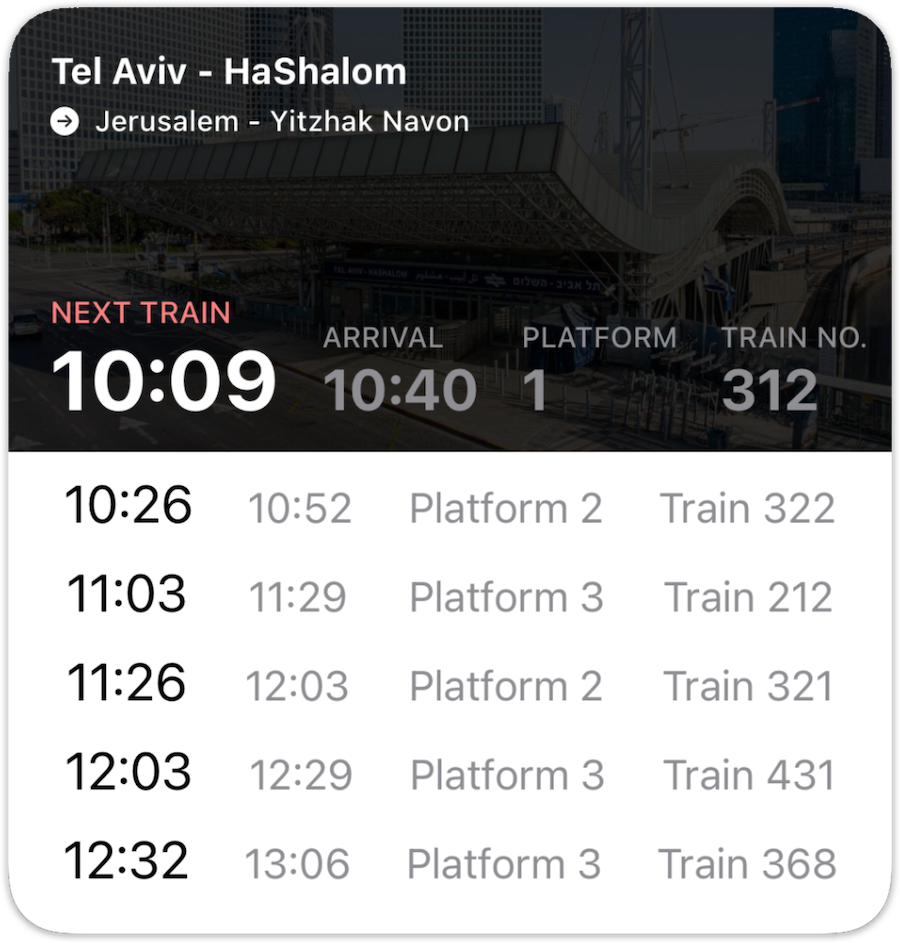 Tel Aviv - HaShalom
Jerusalem - Yitzhak Navon
TEL AVIV - HASHALOM תל אביב - השלום
NEXT TRAIN ARRIVAL PLATFORM TRAIN NO.
10:09 10:40 1 312
10:26 10:52 Platform 2 Train 322
11:03 11:29 Platform 3 Train 212
11:26 12:03 Platform 2 Train 321
12:03 12:29 Platform 3 Train 431
12:32 13:06 Platform 3 Train 368